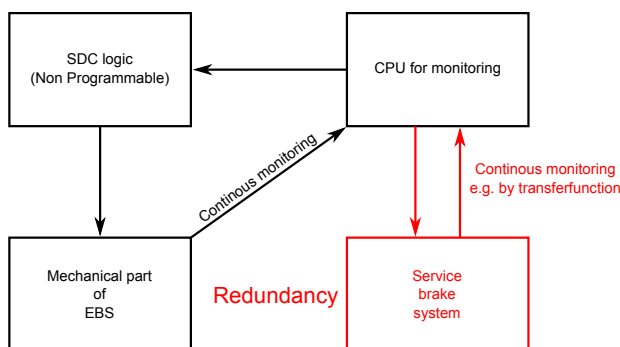 SDC logic
(Non Programmable)
CPU for monitoring
Continous monitoring
Continous monitoring
e.g. by transferfunction
Mechanical part
of
EBS
Redundancy
Service
brake
system